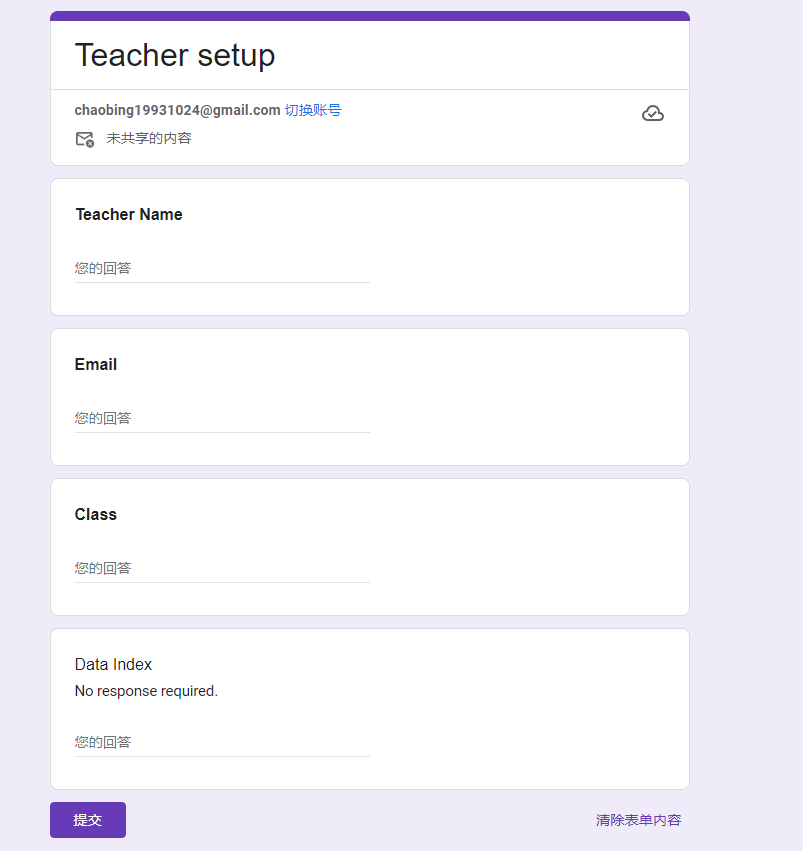 Teacher setup
chaobing19931024@gmail.com 切换账号
未共享的内容
Teacher Name
您的回答
Email
您的回答
Class
您的回答
Data Index
No response required.
您的回答
提交
清除表单内容